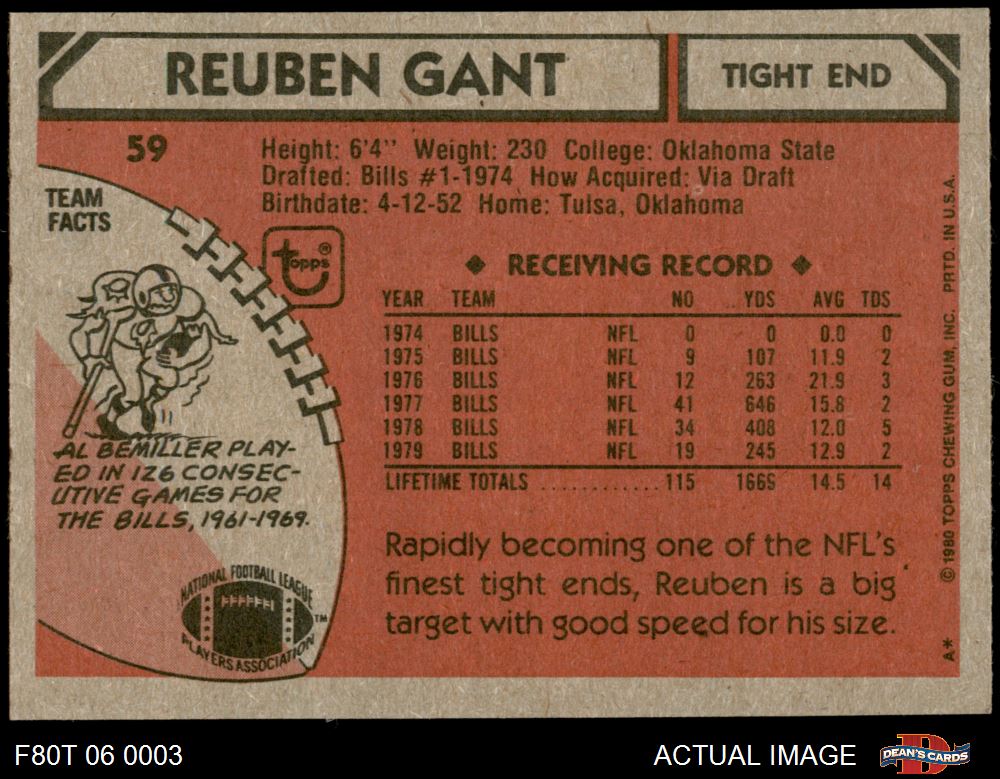 REUBEN GANT
TIGHT END
59
Height: 6'4" Weight: 230 College: Oklahoma State
Drafted: Bills #1-1974 How Acquired: Via Draft
Birthdate: 4-12-52 Home: Tulsa, Oklahoma
TEAM
FACTS
topps®
◆ RECEIVING RECORD ◆
YEAR TEAM NO YDS AVG TDS
1974 BILLS NFL 0 0 0.0 0
1975 BILLS NFL 9 107 11.9 2
1976 BILLS NFL 12 263 21.9 3
1977 BILLS NFL 41 646 15.8 2
1978 BILLS NFL 34 408 12.0 5
1979 BILLS NFL 19 245 12.9 2
LIFETIME TOTALS ............ 115 1669 14.5 14
AL BEMILLER PLAY-
ED IN 126 CONSEC-
UTIVE GAMES FOR
THE BILLS, 1961-1969.
Rapidly becoming one of the NFL's
finest tight ends, Reuben is a big
target with good speed for his size.
NATIONAL FOOTBALL LEAGUE
PLAYERS ASSOCIATION
TM
A* © 1980 TOPPS CHEWING GUM, INC. PRTD. IN U.S.A.
F80T 06 0003
ACTUAL IMAGE
D
DEAN'S CARDS